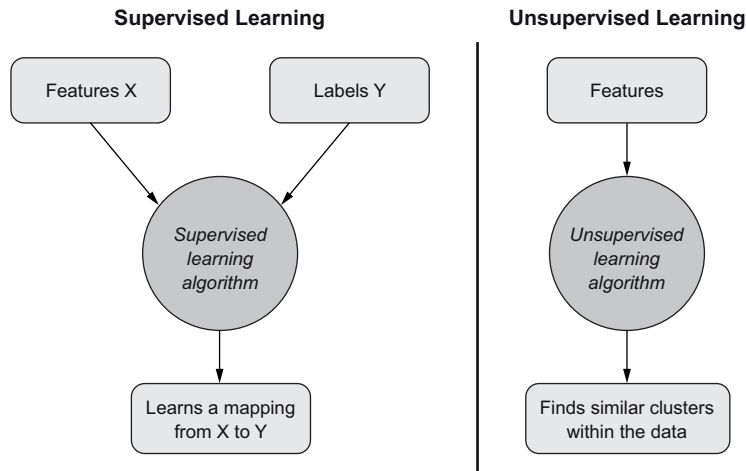 Supervised Learning
Features X
Labels Y
Supervised
learning
algorithm
Learns a mapping
from X to Y
Unsupervised Learning
Features
Unsupervised
learning
algorithm
Finds similar clusters
within the data